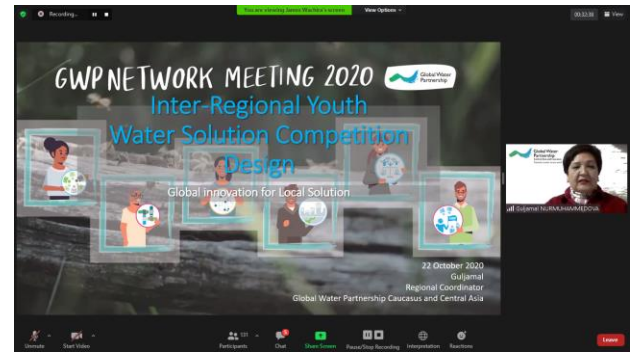 Recording...
You are viewing James Wachira's screen
View Options
00:32:31
View
GWP NETWORK MEETING 2020
Global Water
Partnership
Inter-Regional Youth
Water Solution Competition
Design
Global innovation for Local Solution
22 October 2020
Guljamal
Regional Coordinator
Global Water Partnership Caucasus and Central Asia
Global Water
Partnership
Guljamal NURMUHAMMEDOVA
Unmute
Start Video
Participants
Chat
Share Screen
Pause/Stop Recording
Interpretation
Reactions
Leave